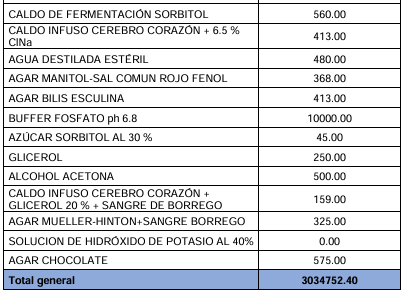 CALDO DE FERMENTACIÓN SORBITOL 560.00
CALDO INFUSO CEREBRO CORAZÓN + 6.5 %
ClNa 413.00
AGUA DESTILADA ESTÉRIL 480.00
AGAR MANITOL-SAL COMUN ROJO FENOL 368.00
AGAR BILIS ESCULINA 413.00
BUFFER FOSFATO ph 6.8 10000.00
AZÚCAR SORBITOL AL 30 % 45.00
GLICEROL 250.00
ALCOHOL ACETONA 500.00
CALDO INFUSO CEREBRO CORAZÓN +
GLICEROL 20 % + SANGRE DE BORREGO 159.00
AGAR MUELLER-HINTON+SANGRE BORREGO 325.00
SOLUCION DE HIDRÓXIDO DE POTASIO AL 40% 0.00
AGAR CHOCOLATE 575.00
Total general 3034752.40